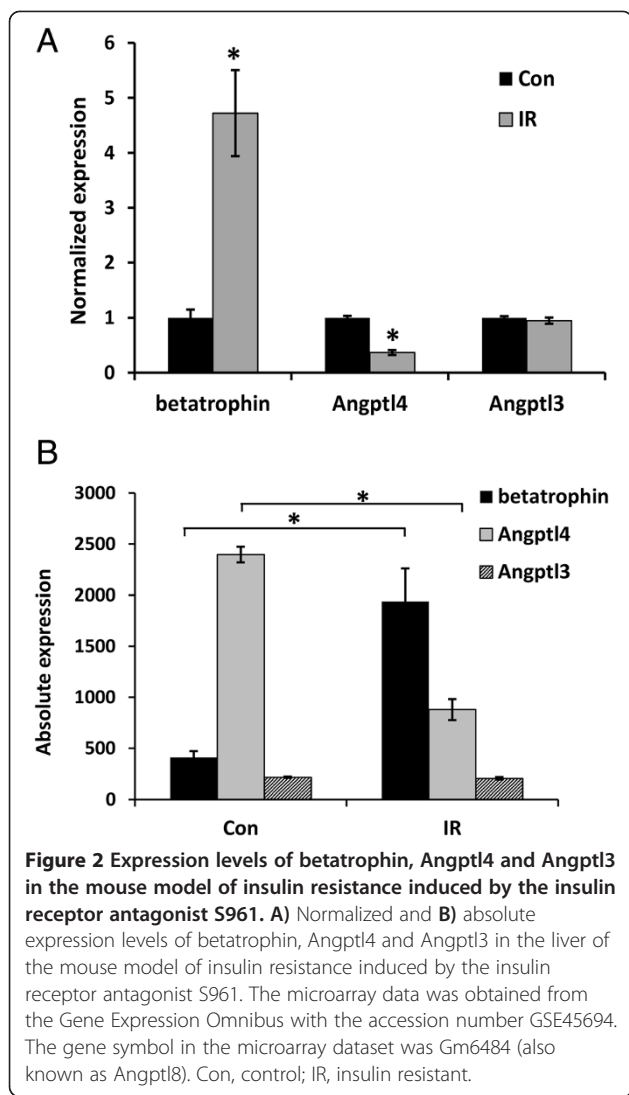 A
6
5
4
3
2
1
0
Normalized expression
*
*
Con
IR
betatrophin
Angptl4
Angptl3
B
3000
2500
2000
1500
1000
500
0
Absolute expression
*
*
betatrophin
Angptl4
Angptl3
Con
IR
Figure 2 Expression levels of betatrophin, Angptl4 and Angptl3
in the mouse model of insulin resistance induced by the insulin
receptor antagonist S961. A) Normalized and B) absolute
expression levels of betatrophin, Angptl4 and Angptl3 in the liver of
the mouse model of insulin resistance induced by the insulin
receptor antagonist S961. The microarray data was obtained from
the Gene Expression Omnibus with the accession number GSE45694.
The gene symbol in the microarray dataset was Gm6484 (also
known as Angptl8). Con, control; IR, insulin resistant.